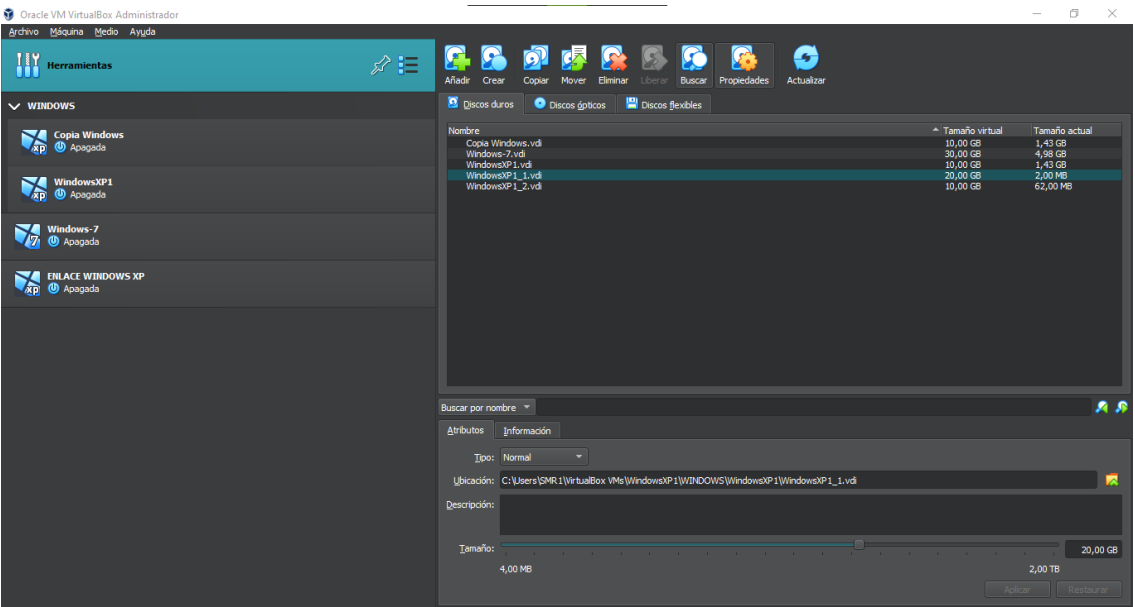 Oracle VM VirtualBox Administrador
Archivo Máquina Medio Ayuda
Herramientas
WINDOWS
Copia Windows
Apagada
WindowsXP1
Apagada
Windows-7
Apagada
ENLACE WINDOWS XP
Apagada
Añadir Crear Copiar Mover Eliminar Liberar Buscar Propiedades Actualizar
Discos duros Discos ópticos Discos flexibles
Nombre Tamaño virtual Tamaño actual
Copia Windows.vdi 10,00 GB 1,43 GB
Windows-7.vdi 30,00 GB 4,98 GB
WindowsXP1.vdi 10,00 GB 1,43 GB
WindowsXP1_1.vdi 20,00 GB 2,00 MB
WindowsXP1_2.vdi 10,00 GB 62,00 MB
Buscar por nombre
Atributos Información
Tipo: Normal
Ubicación: C:\Users\SMR1\VirtualBox VMs\WindowsXP1\WINDOWS\WindowsXP1\WindowsXP1_1.vdi
Descripción:
Tamaño: 20,00 GB
4,00 MB 2,00 TB
Aplicar Restaurar